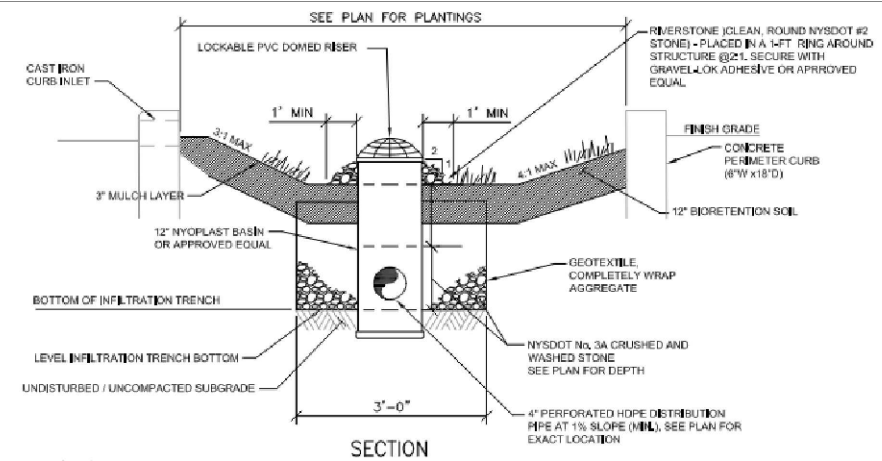 SEE PLAN FOR PLANTINGS
LOCKABLE PVC DOMED RISER
RIVERSTONE )CLEAN, ROUND NYSDOT #2
STONE) - PLACED IN A 1-FT RING AROUND
STRUCTURE @2:1. SECURE WITH
GRAVEL-LOK ADHESIVE OR APRROVED
EQUAL
CAST IRON
CURB INLET
1' MIN
1' MIN
3:1 MAX
2
1
4:1 MAX
FINISH GRADE
CONCRETE
PERIMETER CURB
(6"W x18"D)
3" MULCH LAYER
12" BIORETENTION SOIL
12" NYOPLAST BASIN
OR APPROVED EQUAL
GEOTEXTILE,
COMPLETELY WRAP
AGGREGATE
BOTTOM OF INFILTRATION TRENCH
LEVEL INFILTRATION TRENCH BOTTOM
NYSDOT No. 3A CRUSHED AND
WASHED STONE
SEE PLAN FOR DEPTH
UNDISTURBED / UNCOMPACTED SUBGRADE
3'-0"
4" PERFORATED HDPE DISTRIBUTION
PIPE AT 1% SLOPE (MIN.), SEE PLAN FOR
EXACT LOCATION
SECTION